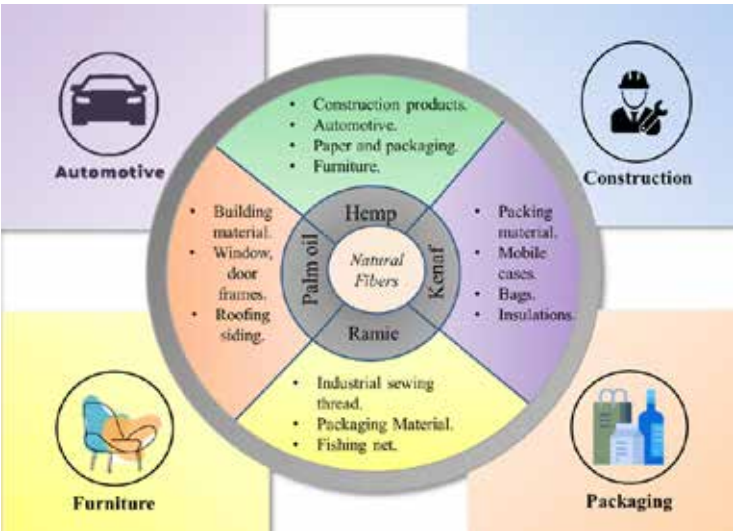 Automotive
Construction
• Construction products.
• Automotive.
• Paper and packaging.
• Furniture.
Hemp
• Building
material.
• Window,
door
frames.
• Roofing
siding.
Palm oil
Natural
Fibers
Kenaf
• Packing
material.
• Mobile
cases.
• Bags.
• Insulations.
Ramie
• Industrial sewing
thread.
• Packaging Material.
• Fishing net.
Furniture
Packaging